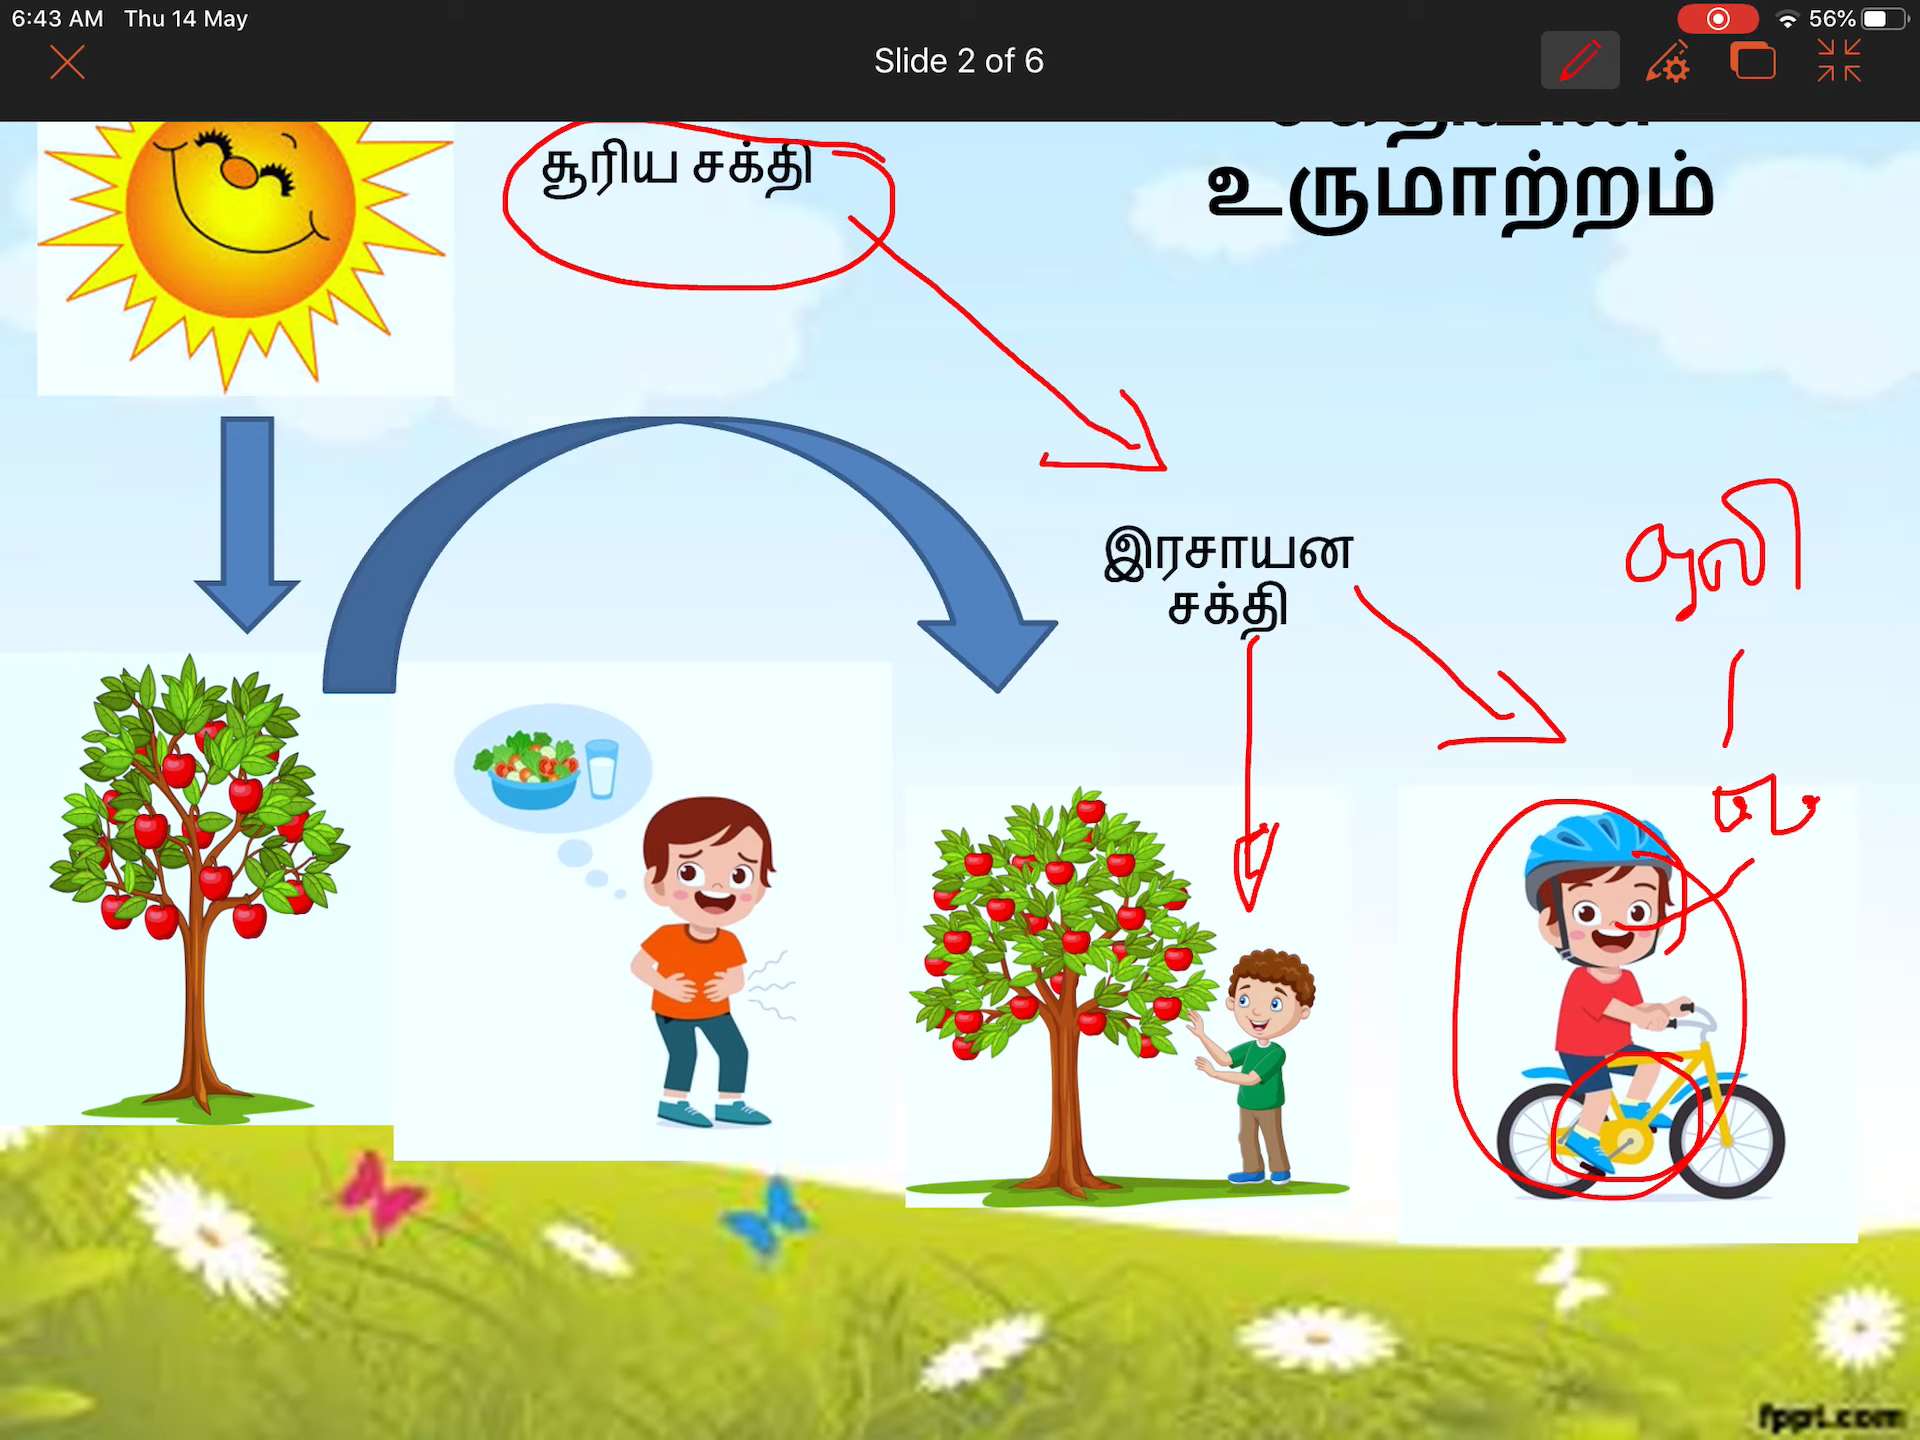 6:43 AM Thu 14 May
56%
Slide 2 of 6
சூரிய சக்தி
உருமாற்றம்
இரசாயன
சக்தி
fppt.com